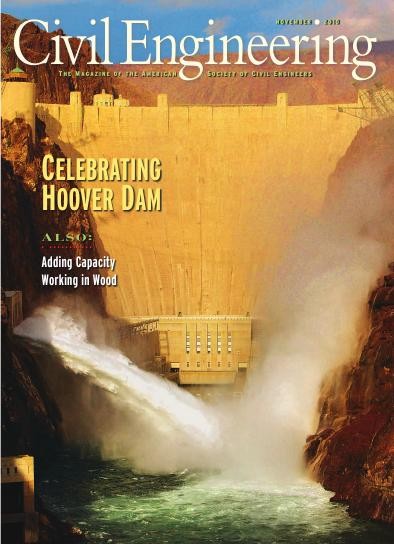 NOVEMBER • 2010
Civil Engineering
THE MAGAZINE OF THE AMERICAN SOCIETY OF CIVIL ENGINEERS
CELEBRATING
HOOVER DAM
ALSO:
Adding Capacity
Working in Wood